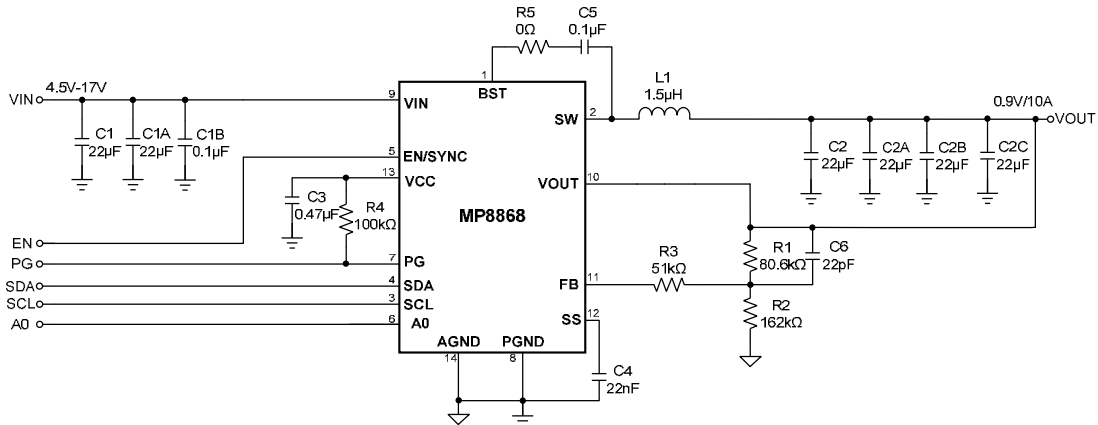 R5
0Ω
C5
0.1µF
1
BST
4.5V-17V
VIN
9
VIN
C1
22µF
C1A
22µF
C1B
0.1µF
SW
2
L1
1.5µH
0.9V/10A
VOUT
C2
22µF
C2A
22µF
C2B
22µF
C2C
22µF
5
EN/SYNC
13
VCC
VOUT
10
C3
0.47µF
R4
100kΩ
MP8868
EN
PG
7
PG
R3
51kΩ
R1
80.6kΩ
C6
22pF
FB
11
SDA
4
SDA
SCL
3
SCL
A0
6
A0
SS
12
R2
162kΩ
AGND
14
PGND
8
C4
22nF